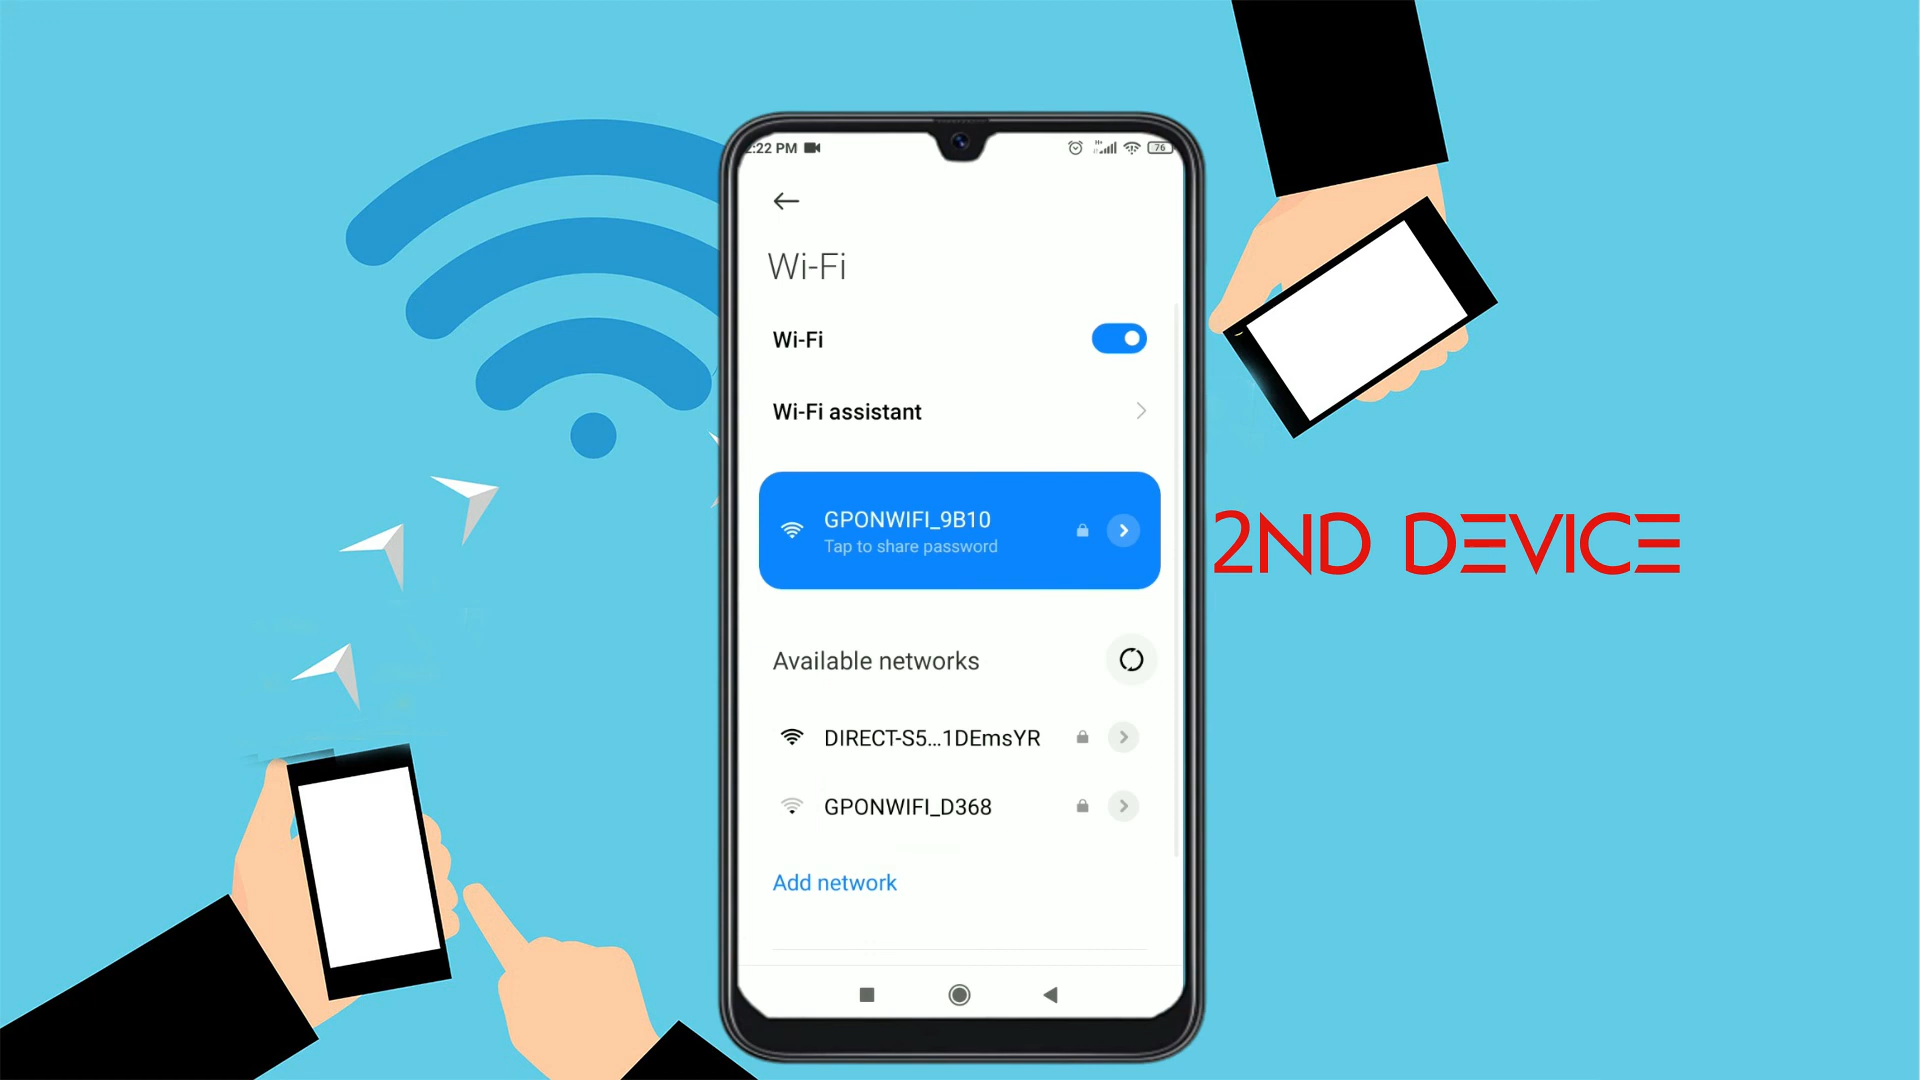 2:22 PM
76
Wi-Fi
Wi-Fi
Wi-Fi assistant
GPONWIFI_9B10
Tap to share password
2ND DEVICE
Available networks
DIRECT-S5...1DEmsYR
GPONWIFI_D368
Add network